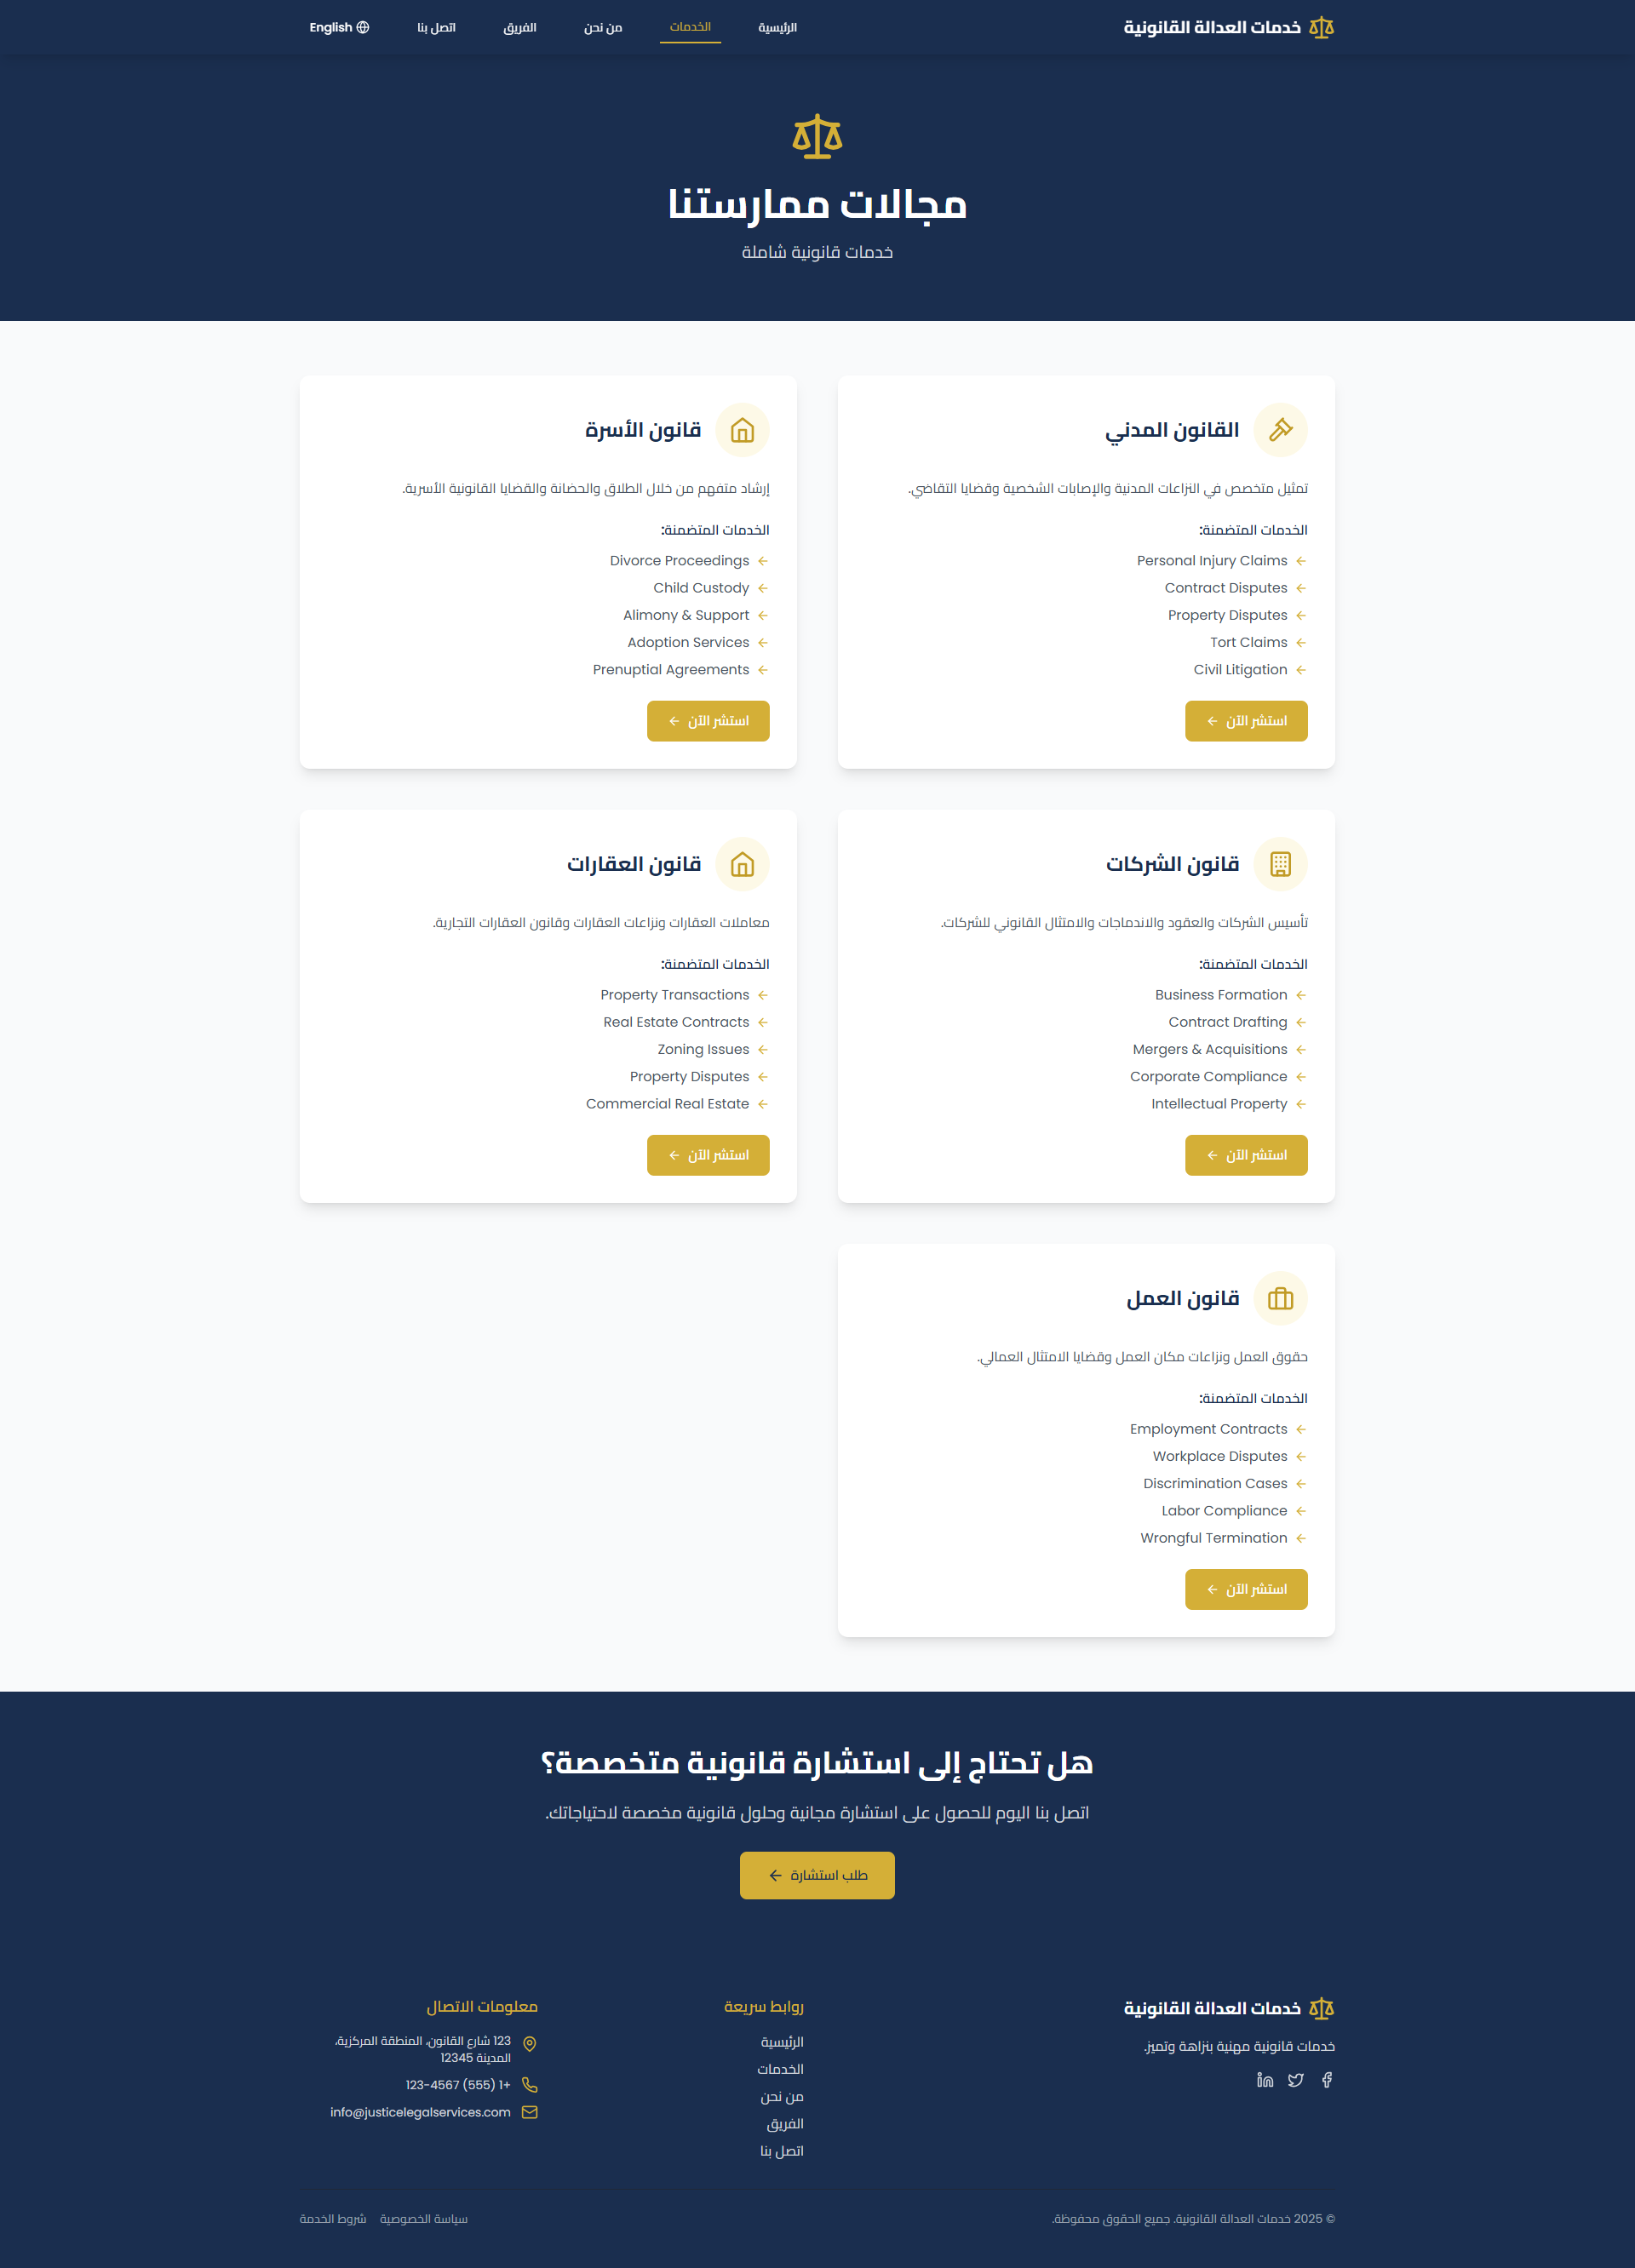 خدمات العدالة القانونية
الرئيسية
الخدمات
من نحن
الفريق
اتصل بنا
English
مجالات ممارستنا
خدمات قانونية شاملة
القانون المدني
تمثيل متخصص في النزاعات المدنية والإصابات الشخصية وقضايا التقاضي.
الخدمات المتضمنة:
Personal Injury Claims
Contract Disputes
Property Disputes
Tort Claims
Civil Litigation
استشر الآن
قانون الأسرة
إرشاد متفهم من خلال الطلاق والحضانة والقضايا القانونية الأسرية.
الخدمات المتضمنة:
Divorce Proceedings
Child Custody
Alimony & Support
Adoption Services
Prenuptial Agreements
استشر الآن
قانون الشركات
تأسيس الشركات والعقود والاندماجات والامتثال القانوني للشركات.
الخدمات المتضمنة:
Business Formation
Contract Drafting
Mergers & Acquisitions
Corporate Compliance
Intellectual Property
استشر الآن
قانون العقارات
معاملات العقارات ونزاعات العقارات وقانون العقارات التجارية.
الخدمات المتضمنة:
Property Transactions
Real Estate Contracts
Zoning Issues
Property Disputes
Commercial Real Estate
استشر الآن
قانون العمل
حقوق العمل ونزاعات مكان العمل وقضايا الامتثال العمالي.
الخدمات المتضمنة:
Employment Contracts
Workplace Disputes
Discrimination Cases
Labor Compliance
Wrongful Termination
استشر الآن
هل تحتاج إلى استشارة قانونية متخصصة؟
اتصل بنا اليوم للحصول على استشارة مجانية وحلول قانونية مخصصة لاحتياجاتك.
طلب استشارة
خدمات العدالة القانونية
خدمات قانونية مهنية بنزاهة وتميز.
روابط سريعة
الرئيسية
الخدمات
من نحن
الفريق
اتصل بنا
معلومات الاتصال
123 شارع القانون، المنطقة المركزية،
المدينة 12345
+1 (555) 123-4567
info@justicelegalservices.com
© 2025 خدمات العدالة القانونية. جميع الحقوق محفوظة.
سياسة الخصوصية
شروط الخدمة